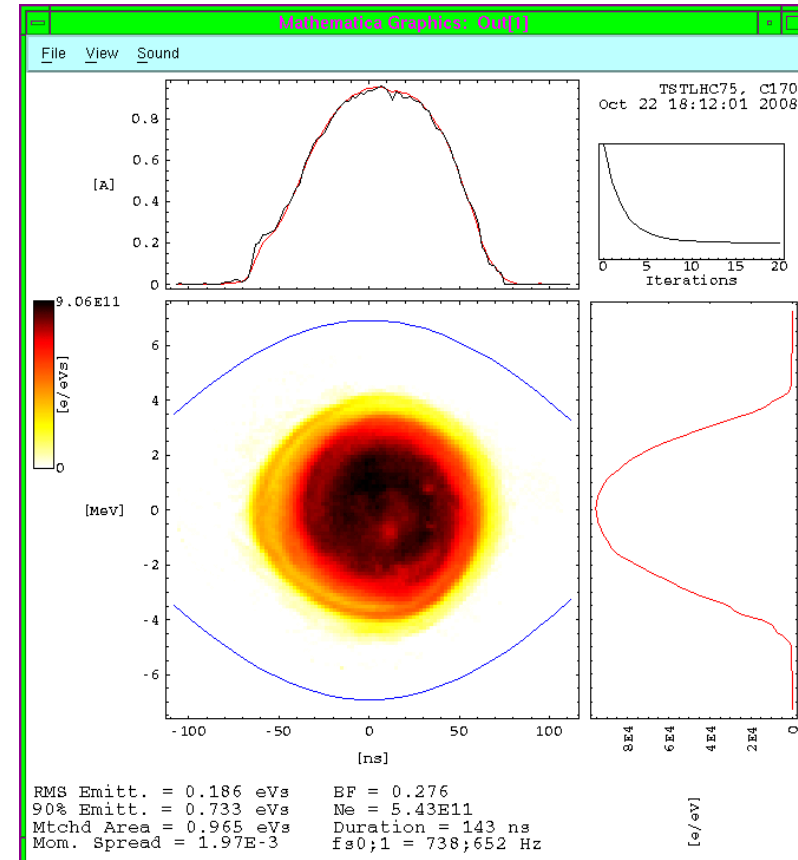 Mathematica Graphics: Out[1]
File View Sound
TSTLHC75, C170
Oct 22 18:12:01 2008
0.8
0.6
[A]
0.4
0.2
0
0 5 10 15 20
Iterations
9.06E11
[e/eVs]
0
6
4
2
[MeV]
0
-2
-4
-6
-100 -50 0 50 100
[ns]
8E4 6E4 4E4 2E4 0
[e/eV]
RMS Emitt. = 0.186 eVs BF = 0.276
90% Emitt. = 0.733 eVs Ne = 5.43E11
Mtchd Area = 0.965 eVs Duration = 143 ns
Mom. Spread = 1.97E-3 fs0;1 = 738;652 Hz